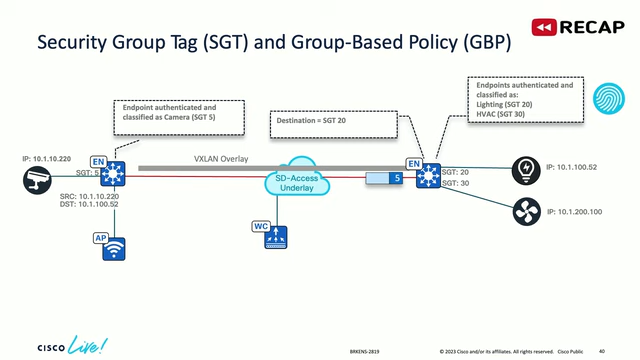 RECAP
Security Group Tag (SGT) and Group-Based Policy (GBP)
Endpoint authenticated and
classified as Camera (SGT 5)
Destination = SGT 20
Endpoints authenticated and
classified as:
Lighting (SGT 20)
HVAC (SGT 30)
IP: 10.1.10.220
EN
SGT: 5
VXLAN Overlay
SD-Access
Underlay
5
EN
SGT: 20
SGT: 30
IP: 10.1.100.52
IP: 10.1.200.100
SRC: 10.1.10.220
DST: 10.1.100.52
AP
WC
CISCO Live!
BRKENS-2819
© 2023 Cisco and/or its affiliates. All rights reserved. Cisco Public
40